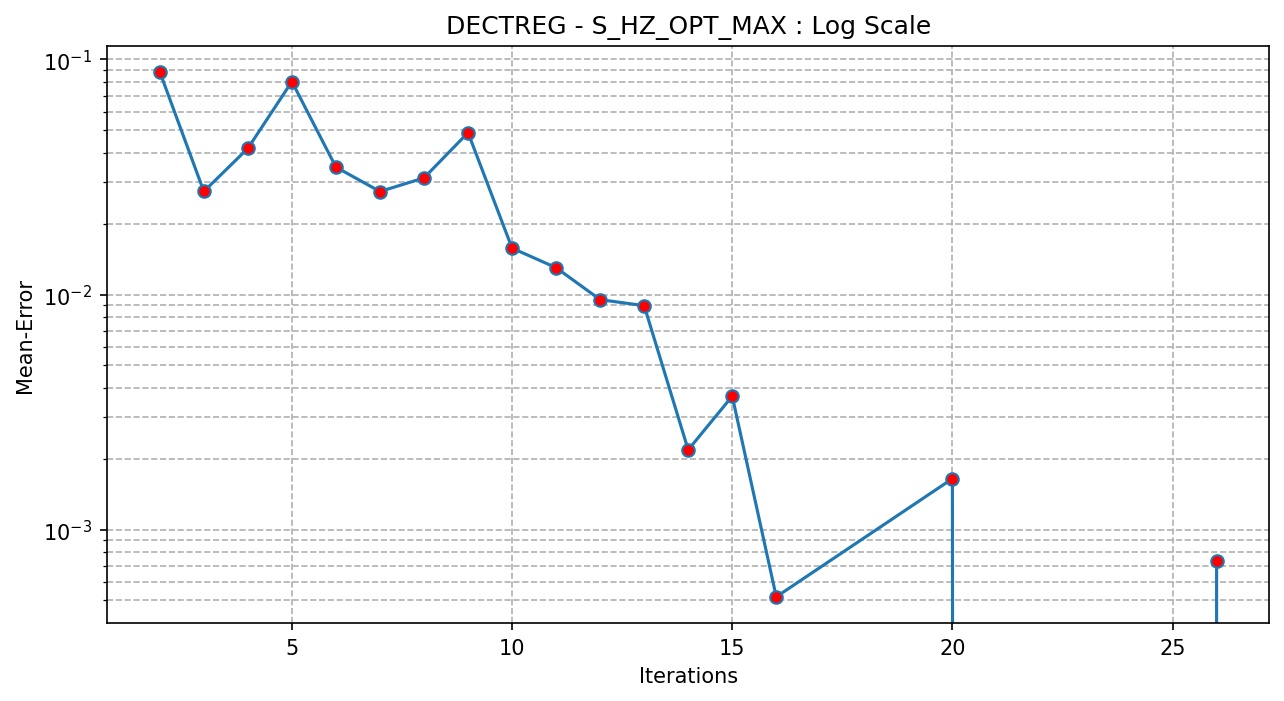 DECTREG - S_HZ_OPT_MAX : Log Scale
10⁻¹
10⁻²
10⁻³
Mean-Error
5 10 15 20 25
Iterations